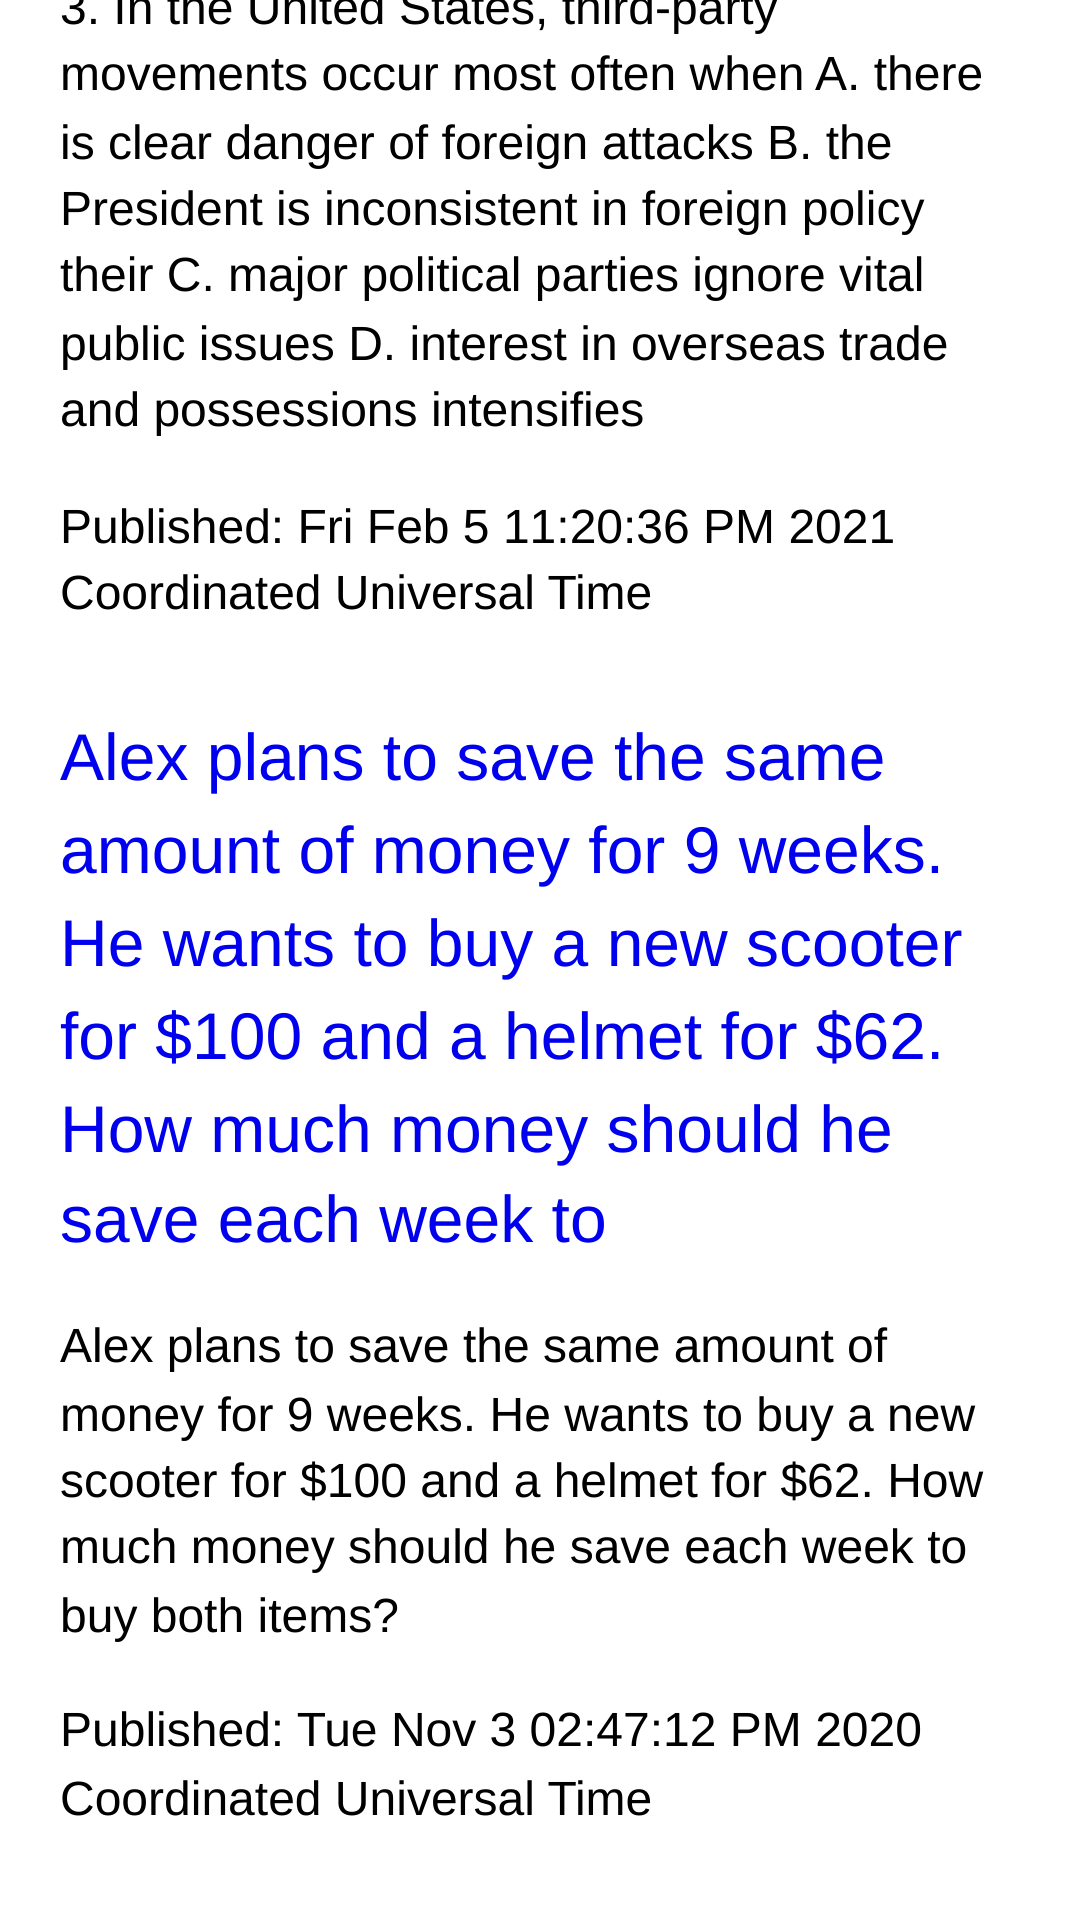 3. In the United States, third-party
movements occur most often when A. there
is clear danger of foreign attacks B. the
President is inconsistent in foreign policy
their C. major political parties ignore vital
public issues D. interest in overseas trade
and possessions intensifies
Published: Fri Feb 5 11:20:36 PM 2021
Coordinated Universal Time
Alex plans to save the same
amount of money for 9 weeks.
He wants to buy a new scooter
for $100 and a helmet for $62.
How much money should he
save each week to
Alex plans to save the same amount of
money for 9 weeks. He wants to buy a new
scooter for $100 and a helmet for $62. How
much money should he save each week to
buy both items?
Published: Tue Nov 3 02:47:12 PM 2020
Coordinated Universal Time